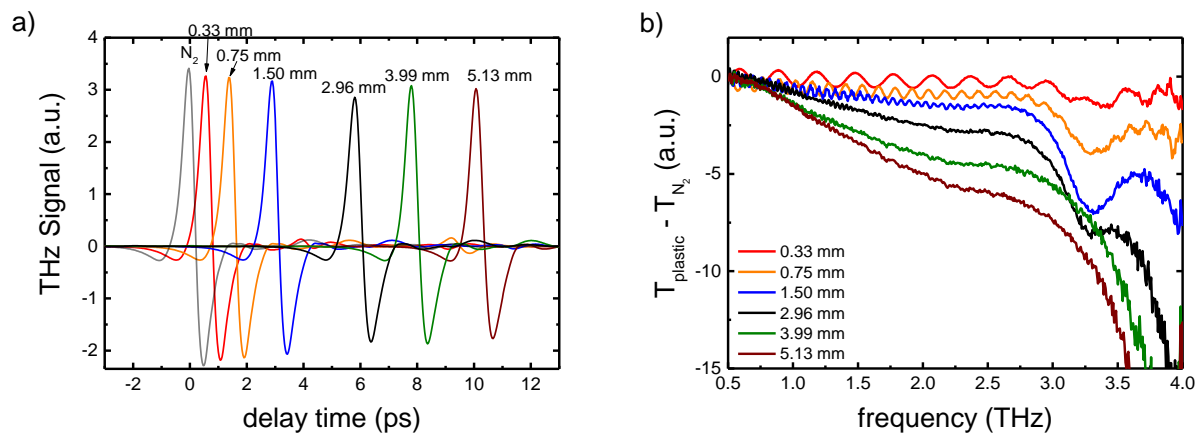 a)
N2
0.33 mm
0.75 mm
1.50 mm
2.96 mm
3.99 mm
5.13 mm
THz Signal (a.u.)
4
3
2
1
0
-1
-2
-2 0 2 4 6 8 10 12
delay time (ps)
b)
Tplastic - TN2 (a.u.)
0
-5
-10
-15
0.33 mm
0.75 mm
1.50 mm
2.96 mm
3.99 mm
5.13 mm
0.5 1.0 1.5 2.0 2.5 3.0 3.5 4.0
frequency (THz)